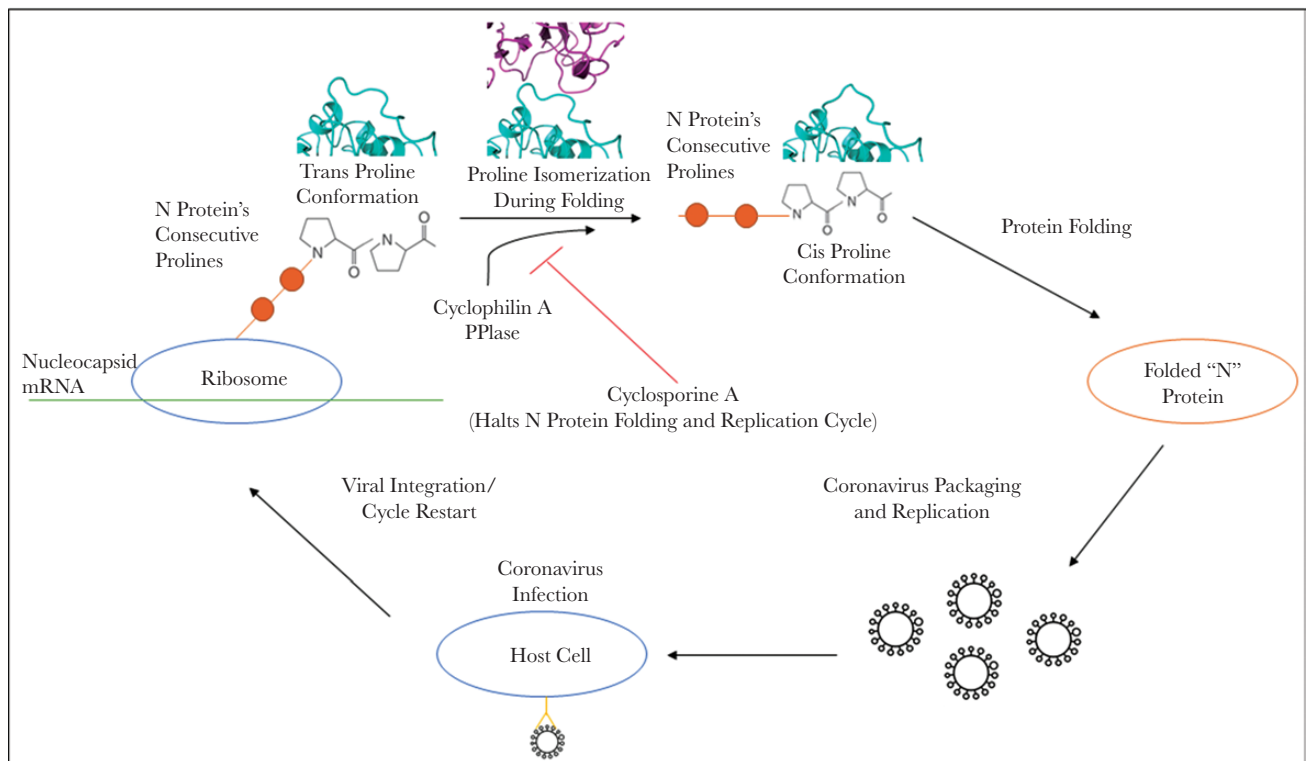 N Protein's
Consecutive
Prolines
Trans Proline
Conformation
N
O
N
O
Proline Isomerization
During Folding
N Protein's
Consecutive
Prolines
N
O
N
O
Cis Proline
Conformation
Protein Folding
Cyclophilin A
PPlase
Nucleocapsid
mRNA
Ribosome
Cyclosporine A
(Halts N Protein Folding and Replication Cycle)
Folded “N”
Protein
Viral Integration/
Cycle Restart
Coronavirus Packaging
and Replication
Coronavirus
Infection
Host Cell